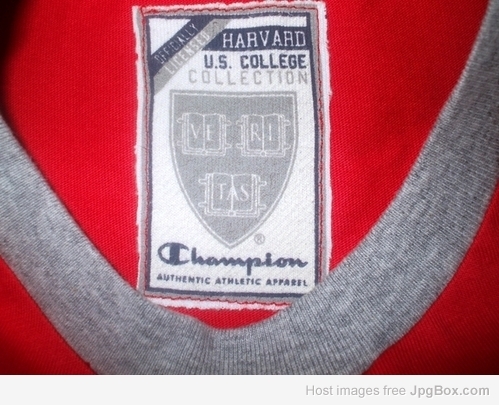 OFFICIALLY
LICENSED
HARVARD
U.S. COLLEGE
COLLECTION
VE RI
TAS
®
Champion
AUTHENTIC ATHLETIC APPAREL
Host images free JpgBox.com